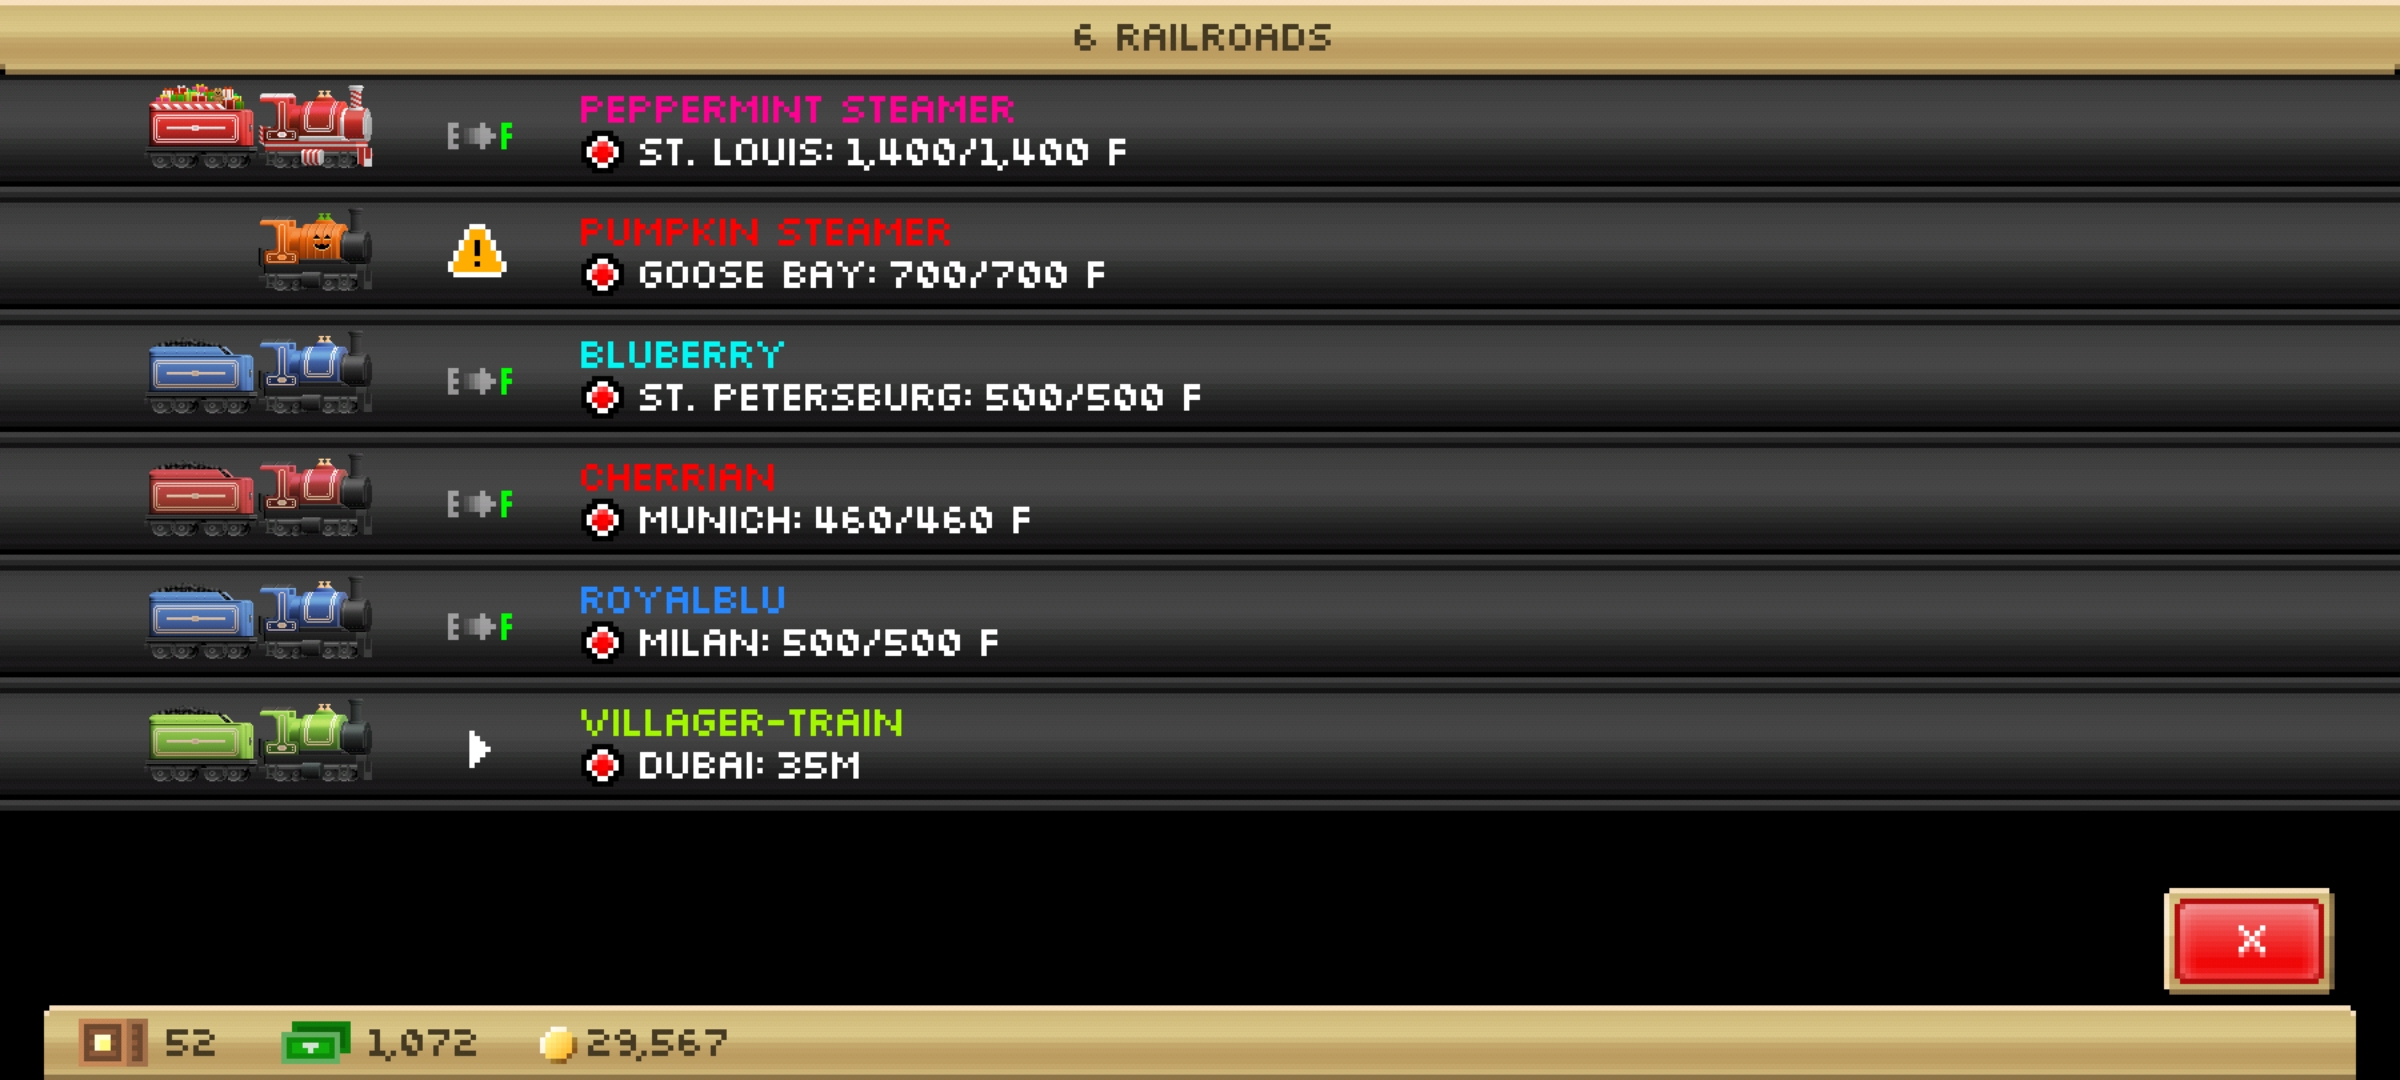 6 RAILROADS
PEPPERMINT STEAMER
E F
ST. LOUIS: 1,400/1,400 F
PUMPKIN STEAMER
!
GOOSE BAY: 700/700 F
BLUBERRY
E F
ST. PETERSBURG: 500/500 F
CHERRIAN
E F
MUNICH: 460/460 F
ROYALBLU
E F
MILAN: 500/500 F
VILLAGER-TRAIN
DUBAI: 35M
X
52 1,072 29,567